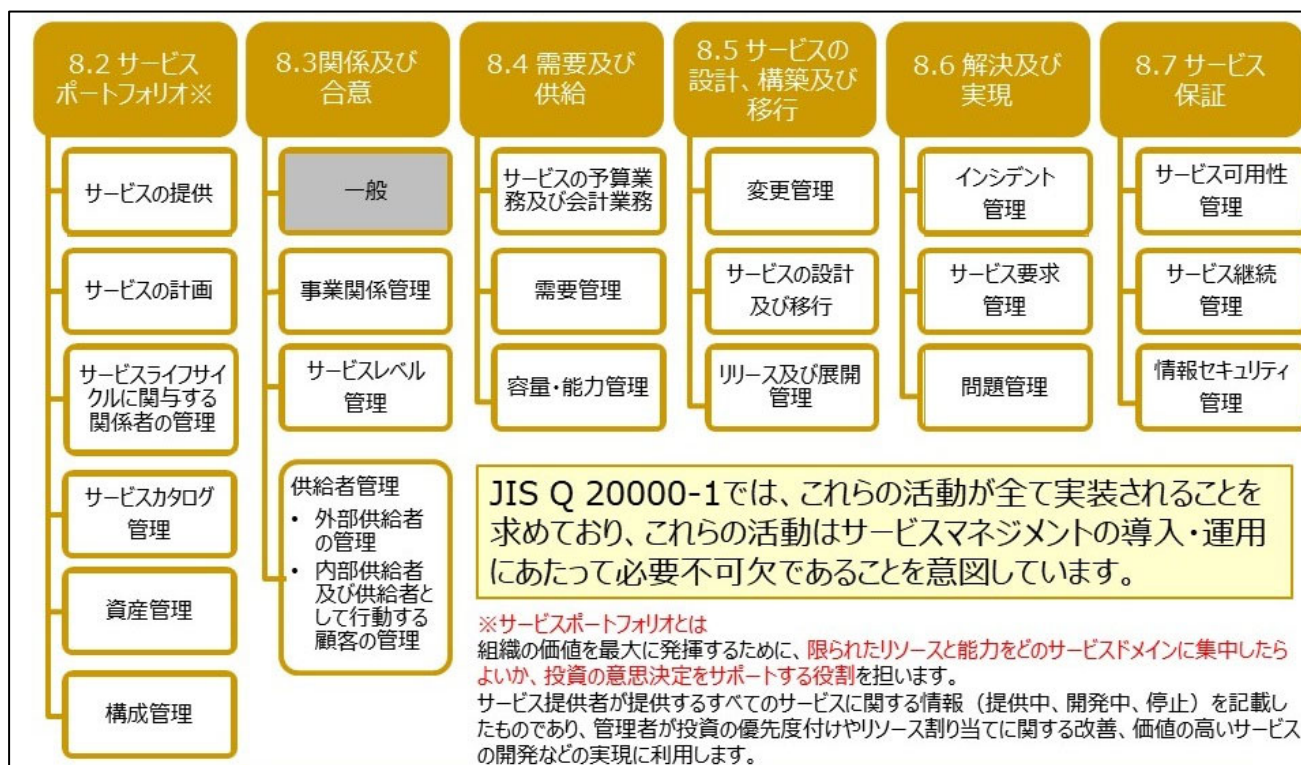 8.2 サービス
ポートフォリオ※
サービスの提供
サービスの計画
サービスライフサイ
クルに関与する
関係者の管理
サービスカタログ
管理
資産管理
構成管理
8.3関係及び
合意
一般
事業関係管理
サービスレベル
管理
供給者管理
• 外部供給者
の管理
• 内部供給者
及び供給者と
して行動する
顧客の管理
8.4 需要及び
供給
サービスの予算業
務及び会計業務
需要管理
容量・能力管理
8.5 サービスの
設計、構築及び
移行
変更管理
サービスの設計
及び移行
リリース及び展開
管理
8.6 解決及び
実現
インシデント
管理
サービス要求
管理
問題管理
8.7 サービス
保証
サービス可用性
管理
サービス継続
管理
情報セキュリティ
管理
JIS Q 20000-1では、これらの活動が全て実装されることを
求めており、これらの活動はサービスマネジメントの導入・運用
にあたって必要不可欠であることを意図しています。
※サービスポートフォリオとは
組織の価値を最大に発揮するために、限られたリソースと能力をどのサービスドメインに集中したら
よいか、投資の意思決定をサポートする役割を担います。
サービス提供者が提供するすべてのサービスに関する情報（提供中、開発中、停止）を記載し
たものであり、管理者が投資の優先度付けやリソース割り当てに関する改善、価値の高いサービス
の開発などの実現に利用します。